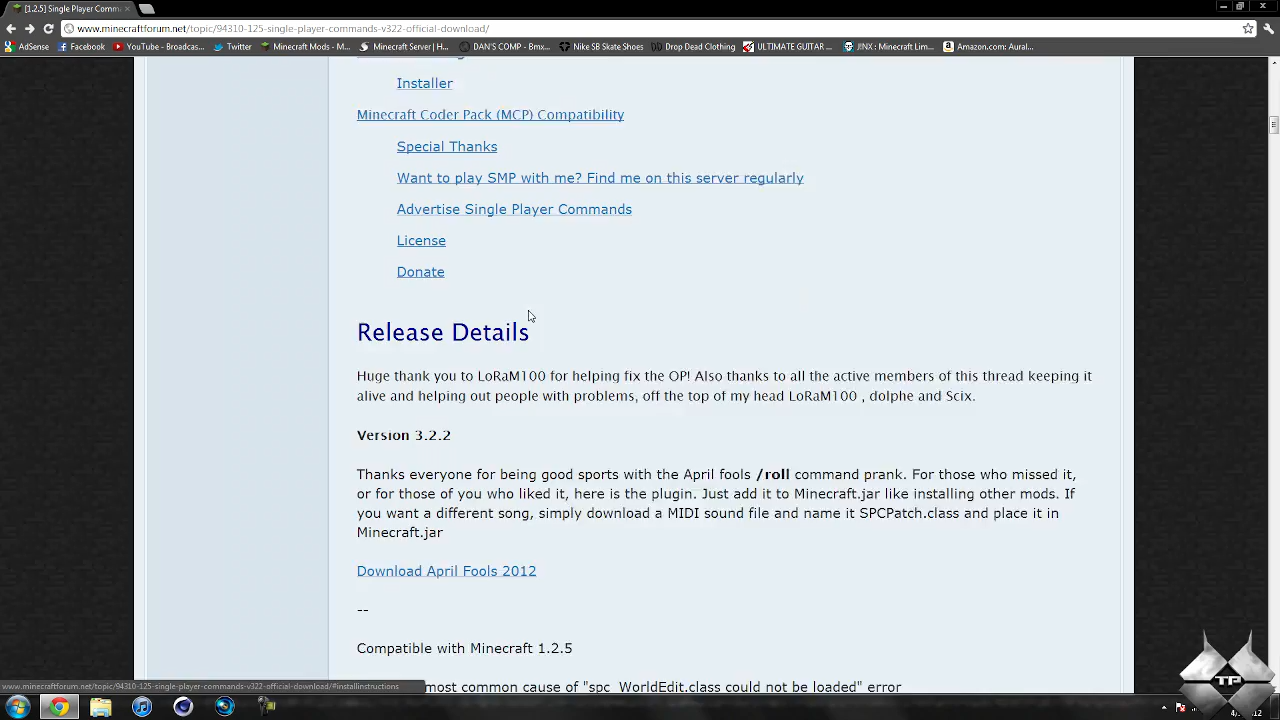 [1.2.5] Single Player Comma
www.minecraftforum.net/topic/94310-125-single-player-commands-v322-official-download/
AdSense Facebook YouTube - Broadcas... Twitter Minecraft Mods - M... Minecraft Server | H... DAN'S COMP - Bmx... Nike SB Skate Shoes Drop Dead Clothing ULTIMATE GUITAR ... JINX : Minecraft Lim... Amazon.com: Aural...
Installer
Minecraft Coder Pack (MCP) Compatibility
Special Thanks
Want to play SMP with me? Find me on this server regularly
Advertise Single Player Commands
License
Donate
Release Details
Huge thank you to LoRaM100 for helping fix the OP! Also thanks to all the active members of this thread keeping it
alive and helping out people with problems, off the top of my head LoRaM100 , dolphe and Scix.
Version 3.2.2
Thanks everyone for being good sports with the April fools /roll command prank. For those who missed it,
or for those of you who liked it, here is the plugin. Just add it to Minecraft.jar like installing other mods. If
you want a different song, simply download a MIDI sound file and name it SPCPatch.class and place it in
Minecraft.jar
Download April Fools 2012
--
Compatible with Minecraft 1.2.5
most common cause of "spc_WorldEdit.class could not be loaded" error
www.minecraftforum.net/topic/94310-125-single-player-commands-v322-official-download/#installinstructions
TP